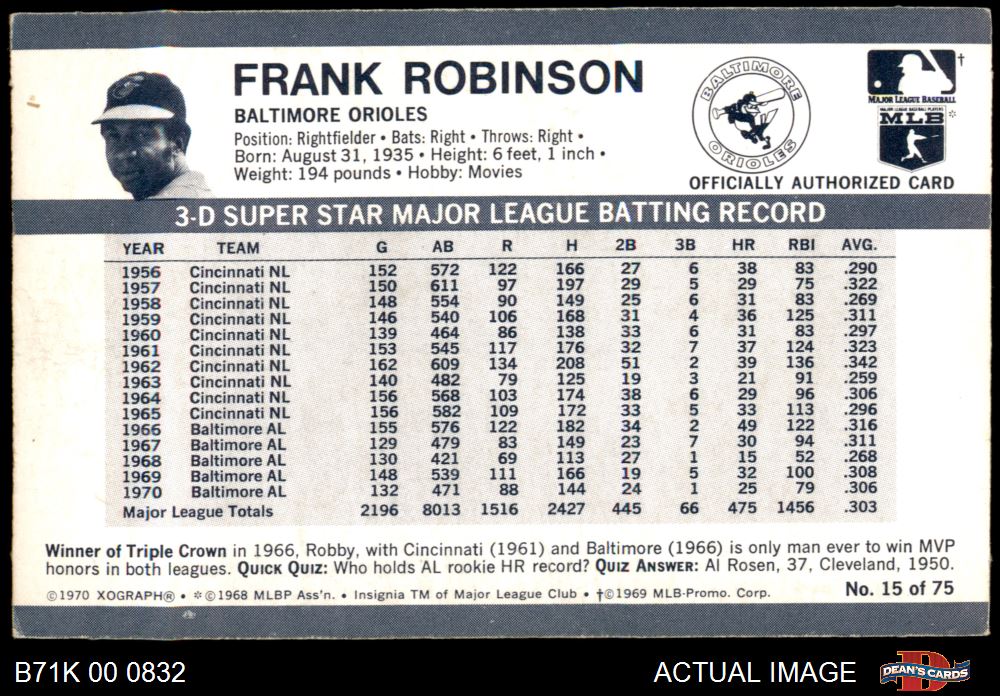 FRANK ROBINSON
BALTIMORE ORIOLES
Position: Rightfielder • Bats: Right • Throws: Right •
Born: August 31, 1935 • Height: 6 feet, 1 inch •
Weight: 194 pounds • Hobby: Movies
BALTIMORE
ORIOLES
†
MAJOR LEAGUE BASEBALL
MAJOR LEAGUE BASEBALL PLAYERS
MLB *
OFFICIALLY AUTHORIZED CARD
3-D SUPER STAR MAJOR LEAGUE BATTING RECORD
YEAR TEAM G AB R H 2B 3B HR RBI AVG.
1956 Cincinnati NL 152 572 122 166 27 6 38 83 .290
1957 Cincinnati NL 150 611 97 197 29 5 29 75 .322
1958 Cincinnati NL 148 554 90 149 25 6 31 83 .269
1959 Cincinnati NL 146 540 106 168 31 4 36 125 .311
1960 Cincinnati NL 139 464 86 138 33 6 31 83 .297
1961 Cincinnati NL 153 545 117 176 32 7 37 124 .323
1962 Cincinnati NL 162 609 134 208 51 2 39 136 .342
1963 Cincinnati NL 140 482 79 125 19 3 21 91 .259
1964 Cincinnati NL 156 568 103 174 38 6 29 96 .306
1965 Cincinnati NL 156 582 109 172 33 5 33 113 .296
1966 Baltimore AL 155 576 122 182 34 2 49 122 .316
1967 Baltimore AL 129 479 83 149 23 7 30 94 .311
1968 Baltimore AL 130 421 69 113 27 1 15 52 .268
1969 Baltimore AL 148 539 111 166 19 5 32 100 .308
1970 Baltimore AL 132 471 88 144 24 1 25 79 .306
Major League Totals 2196 8013 1516 2427 445 66 475 1456 .303
Winner of Triple Crown in 1966, Robby, with Cincinnati (1961) and Baltimore (1966) is only man ever to win MVP
honors in both leagues. QUICK QUIZ: Who holds AL rookie HR record? QUIZ ANSWER: Al Rosen, 37, Cleveland, 1950.
©1970 XOGRAPH® • *©1968 MLBP Ass'n. • Insignia TM of Major League Club • †©1969 MLB-Promo. Corp.
No. 15 of 75
B71K 00 0832
ACTUAL IMAGE
DEAN'S CARDS